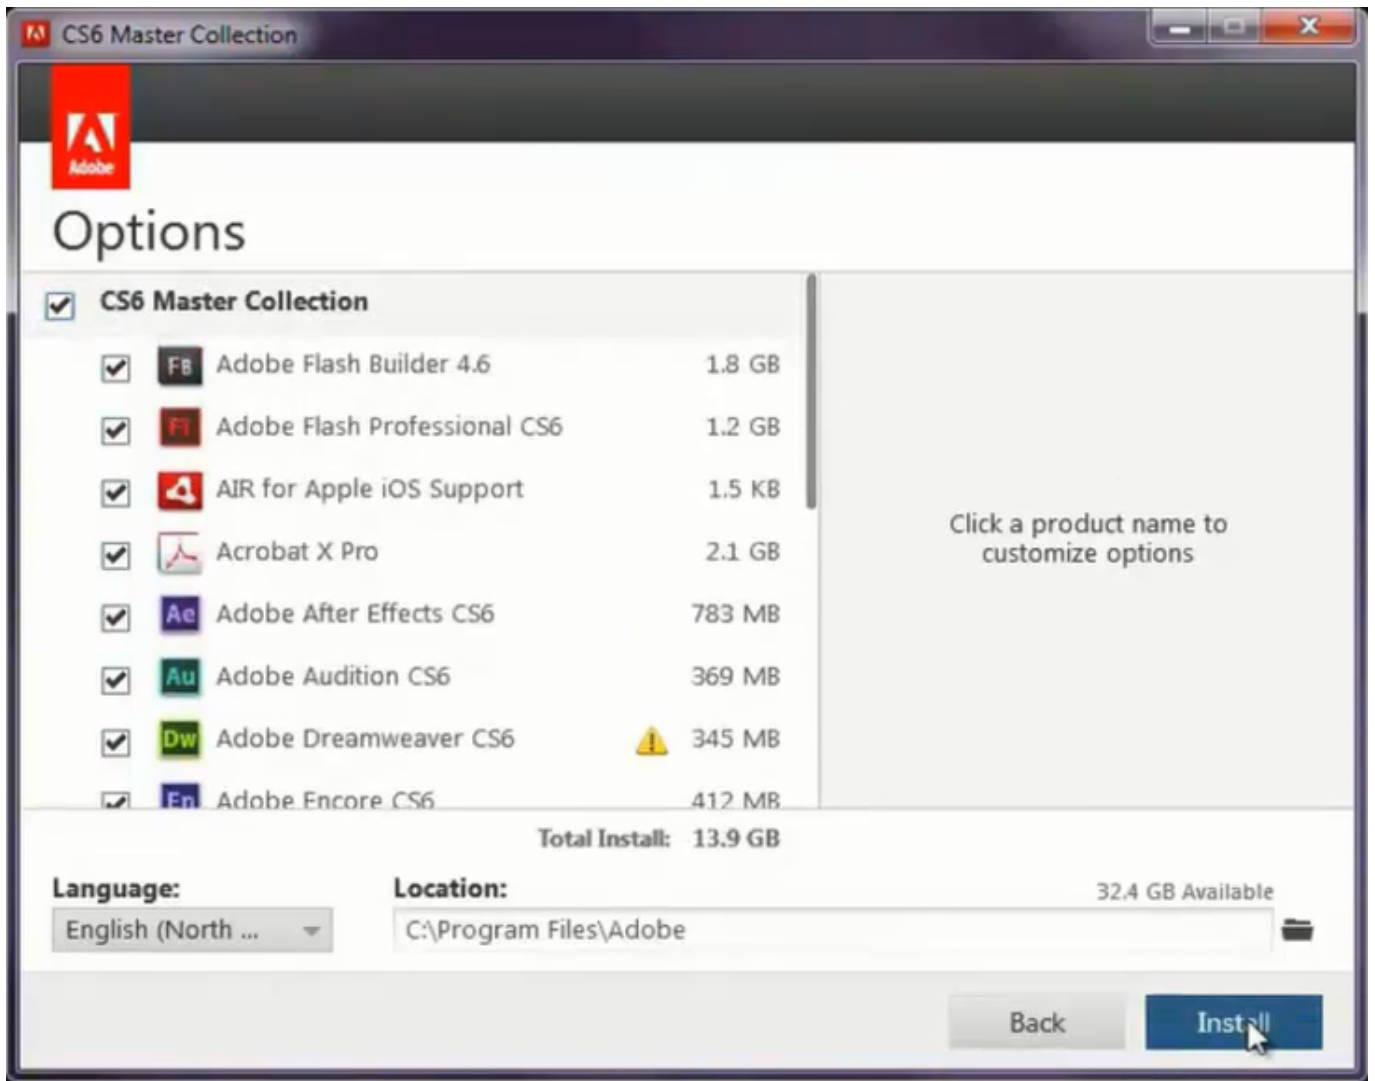 CS6 Master Collection
Adobe
Options
CS6 Master Collection
FB Adobe Flash Builder 4.6 1.8 GB
Fl Adobe Flash Professional CS6 1.2 GB
AIR for Apple iOS Support 1.5 KB
Acrobat X Pro 2.1 GB
Ae Adobe After Effects CS6 783 MB
Au Adobe Audition CS6 369 MB
Dw Adobe Dreamweaver CS6 345 MB
En Adobe Encore CS6 412 MB
Click a product name to
customize options
Total Install: 13.9 GB
Language:
English (North ...
Location:
32.4 GB Available
C:\Program Files\Adobe
Back
Install